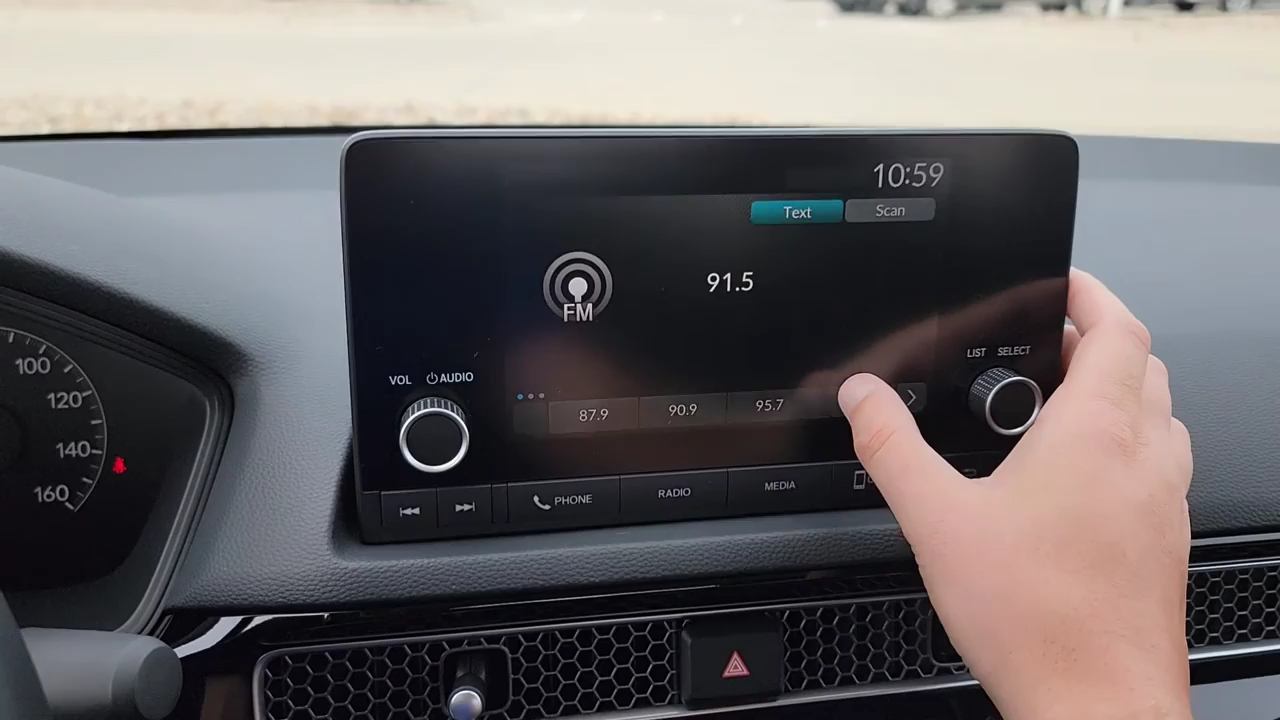 10:59
Text Scan
91.5
FM
LIST SELECT
VOL AUDIO
87.9 90.9 95.7
PHONE RADIO MEDIA
100
120
140
160